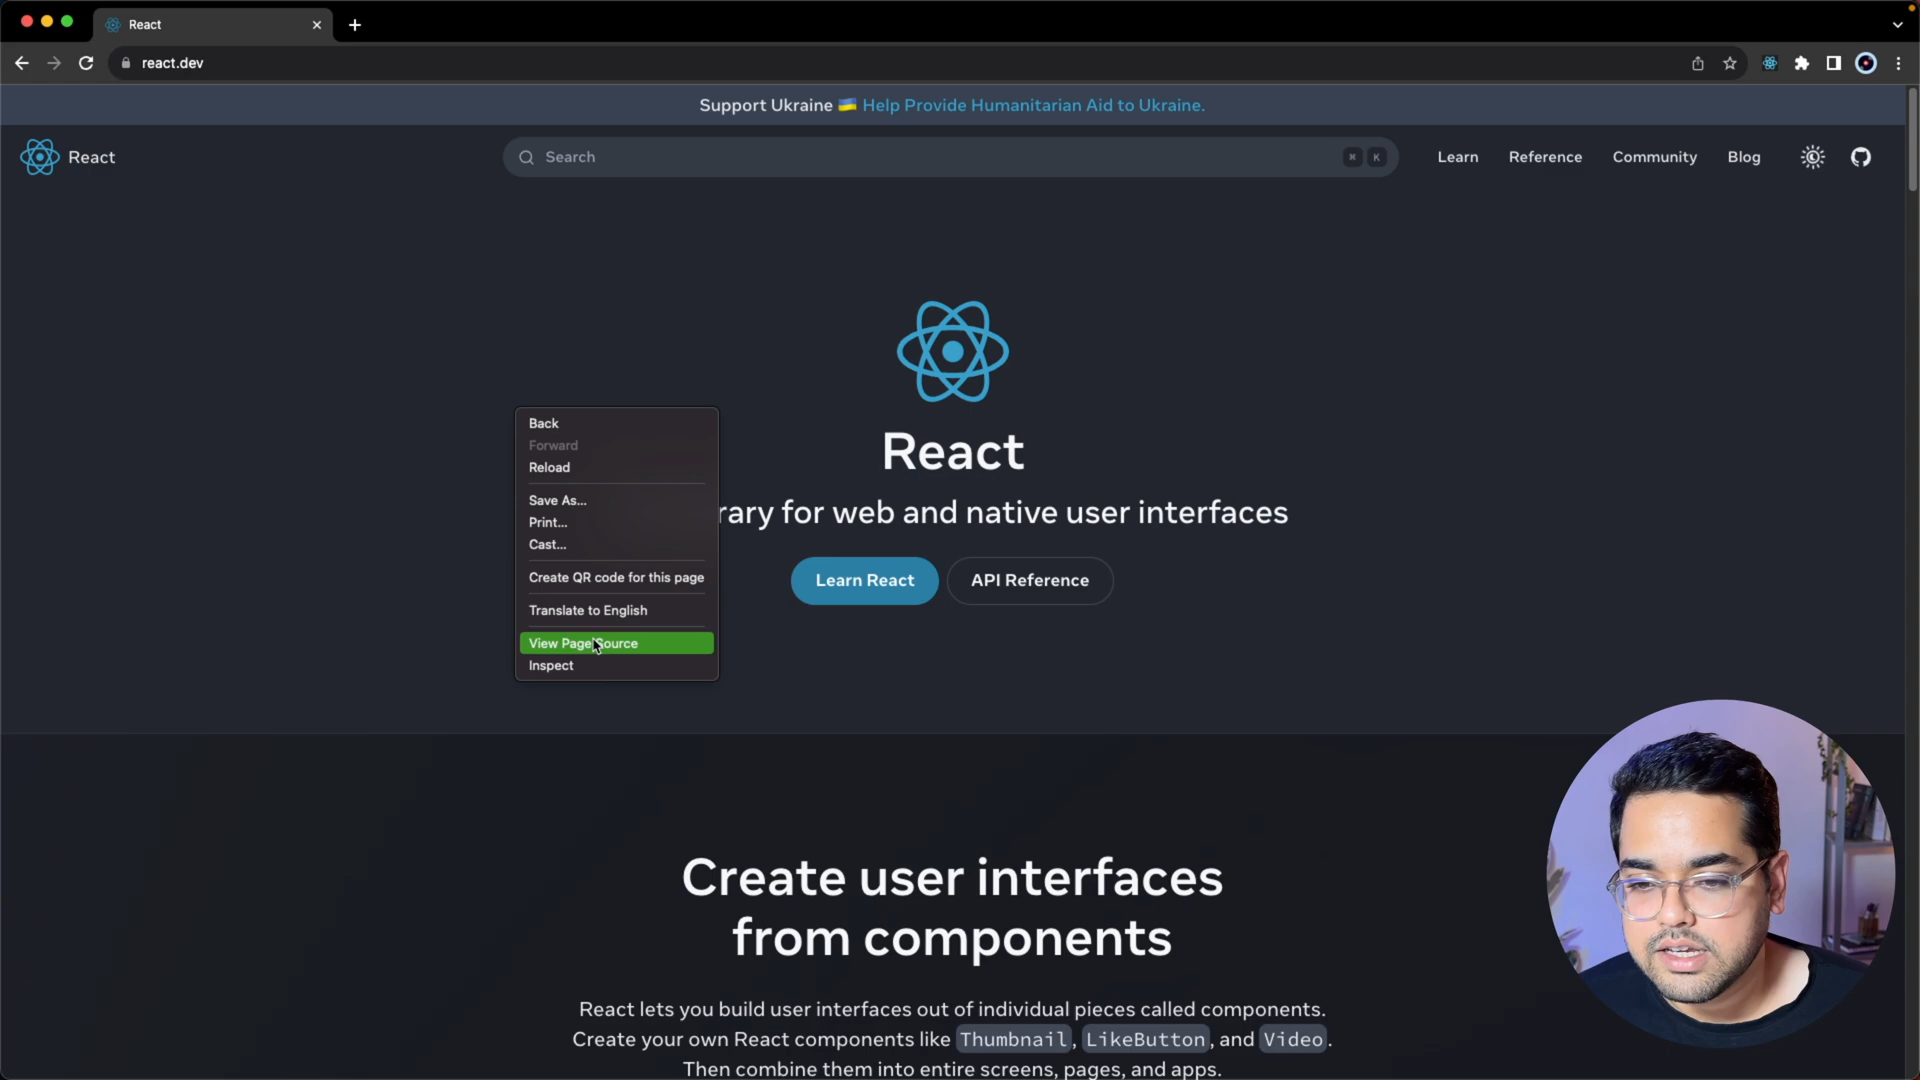 React
react.dev
Support Ukraine 🇺🇦 Help Provide Humanitarian Aid to Ukraine.
React
Search
⌘ K
Learn
Reference
Community
Blog
React
rary for web and native user interfaces
Learn React
API Reference
Back
Forward
Reload
Save As...
Print...
Cast...
Create QR code for this page
Translate to English
View Page Source
Inspect
Create user interfaces
from components
React lets you build user interfaces out of individual pieces called components.
Create your own React components like Thumbnail, LikeButton, and Video.
Then combine them into entire screens, pages, and apps.